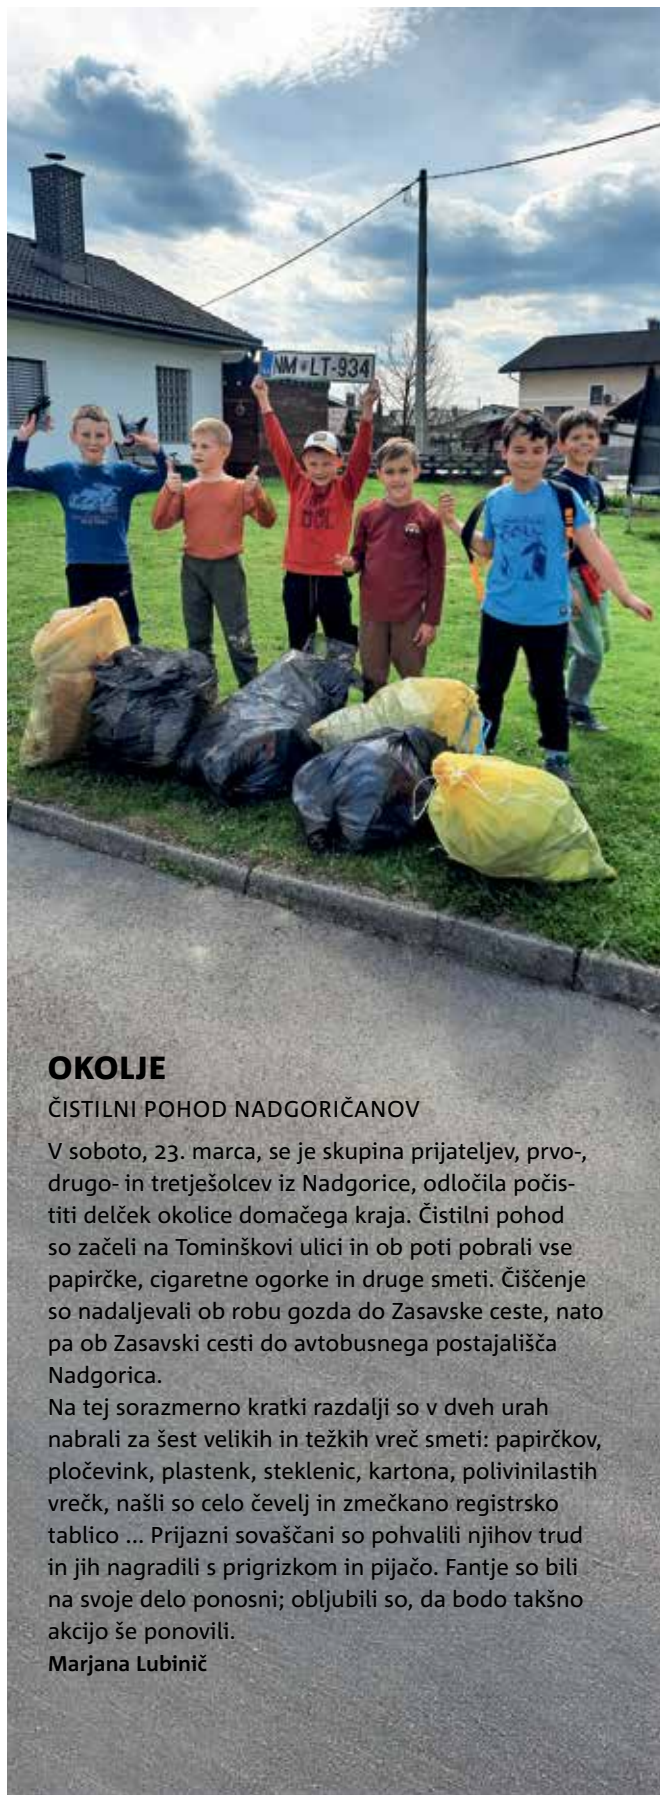 NM LT-934
OKOLJE
ČISTILNI POHOD NADGORIČANOV
V soboto, 23. marca, se je skupina prijateljev, prvo-,
drugo- in tretješolcev iz Nadgorice, odločila počis-
titi delček okolice domačega kraja. Čistilni pohod
so začeli na Tominškovi ulici in ob poti pobrali vse
papirčke, cigaretne ogorke in druge smeti. Čiščenje
so nadaljevali ob robu gozda do Zasavske ceste, nato
pa ob Zasavski cesti do avtobusnega postajališča
Nadgorica.
Na tej sorazmerno kratki razdalji so v dveh urah
nabrali za šest velikih in težkih vreč smeti: papirčkov,
pločevink, plastenk, steklenic, kartona, polivinilastih
vrečk, našli so celo čevelj in zmečkano registrsko
tablico ... Prijazni sovaščani so pohvalili njihov trud
in jih nagradili s prigrizkom in pijačo. Fantje so bili
na svoje delo ponosni; obljubili so, da bodo takšno
akcijo še ponovili.
Marjana Lubinič